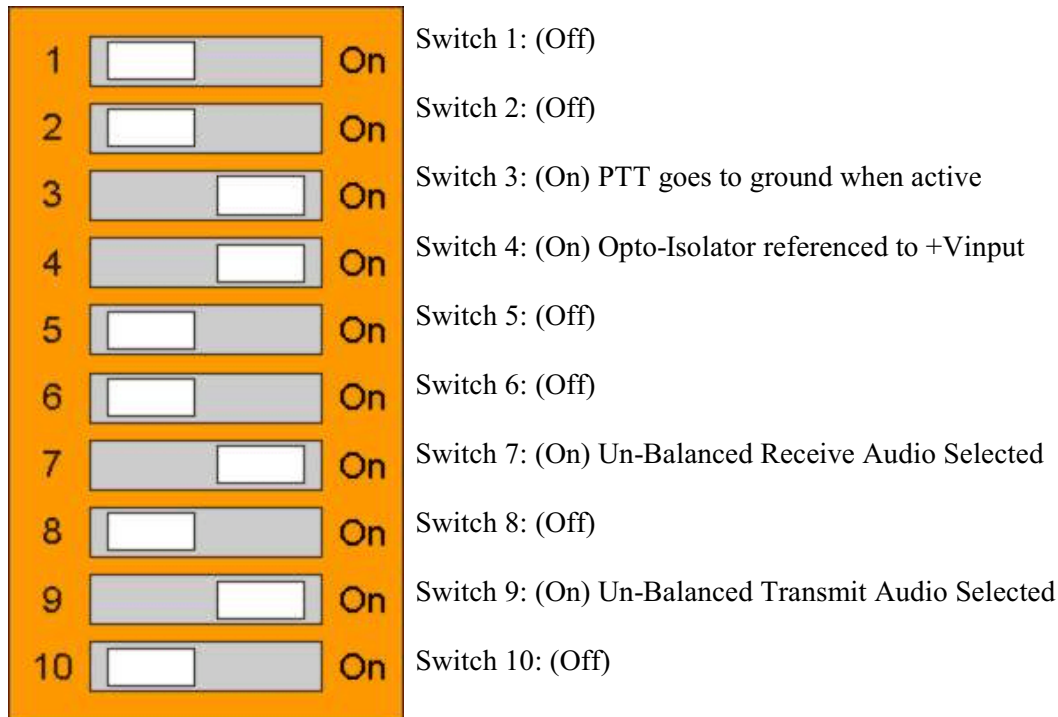 1 On Switch 1: (Off)
2 On Switch 2: (Off)
3 On Switch 3: (On) PTT goes to ground when active
4 On Switch 4: (On) Opto-Isolator referenced to +Vinput
5 On Switch 5: (Off)
6 On Switch 6: (Off)
7 On Switch 7: (On) Un-Balanced Receive Audio Selected
8 On Switch 8: (Off)
9 On Switch 9: (On) Un-Balanced Transmit Audio Selected
10 On Switch 10: (Off)